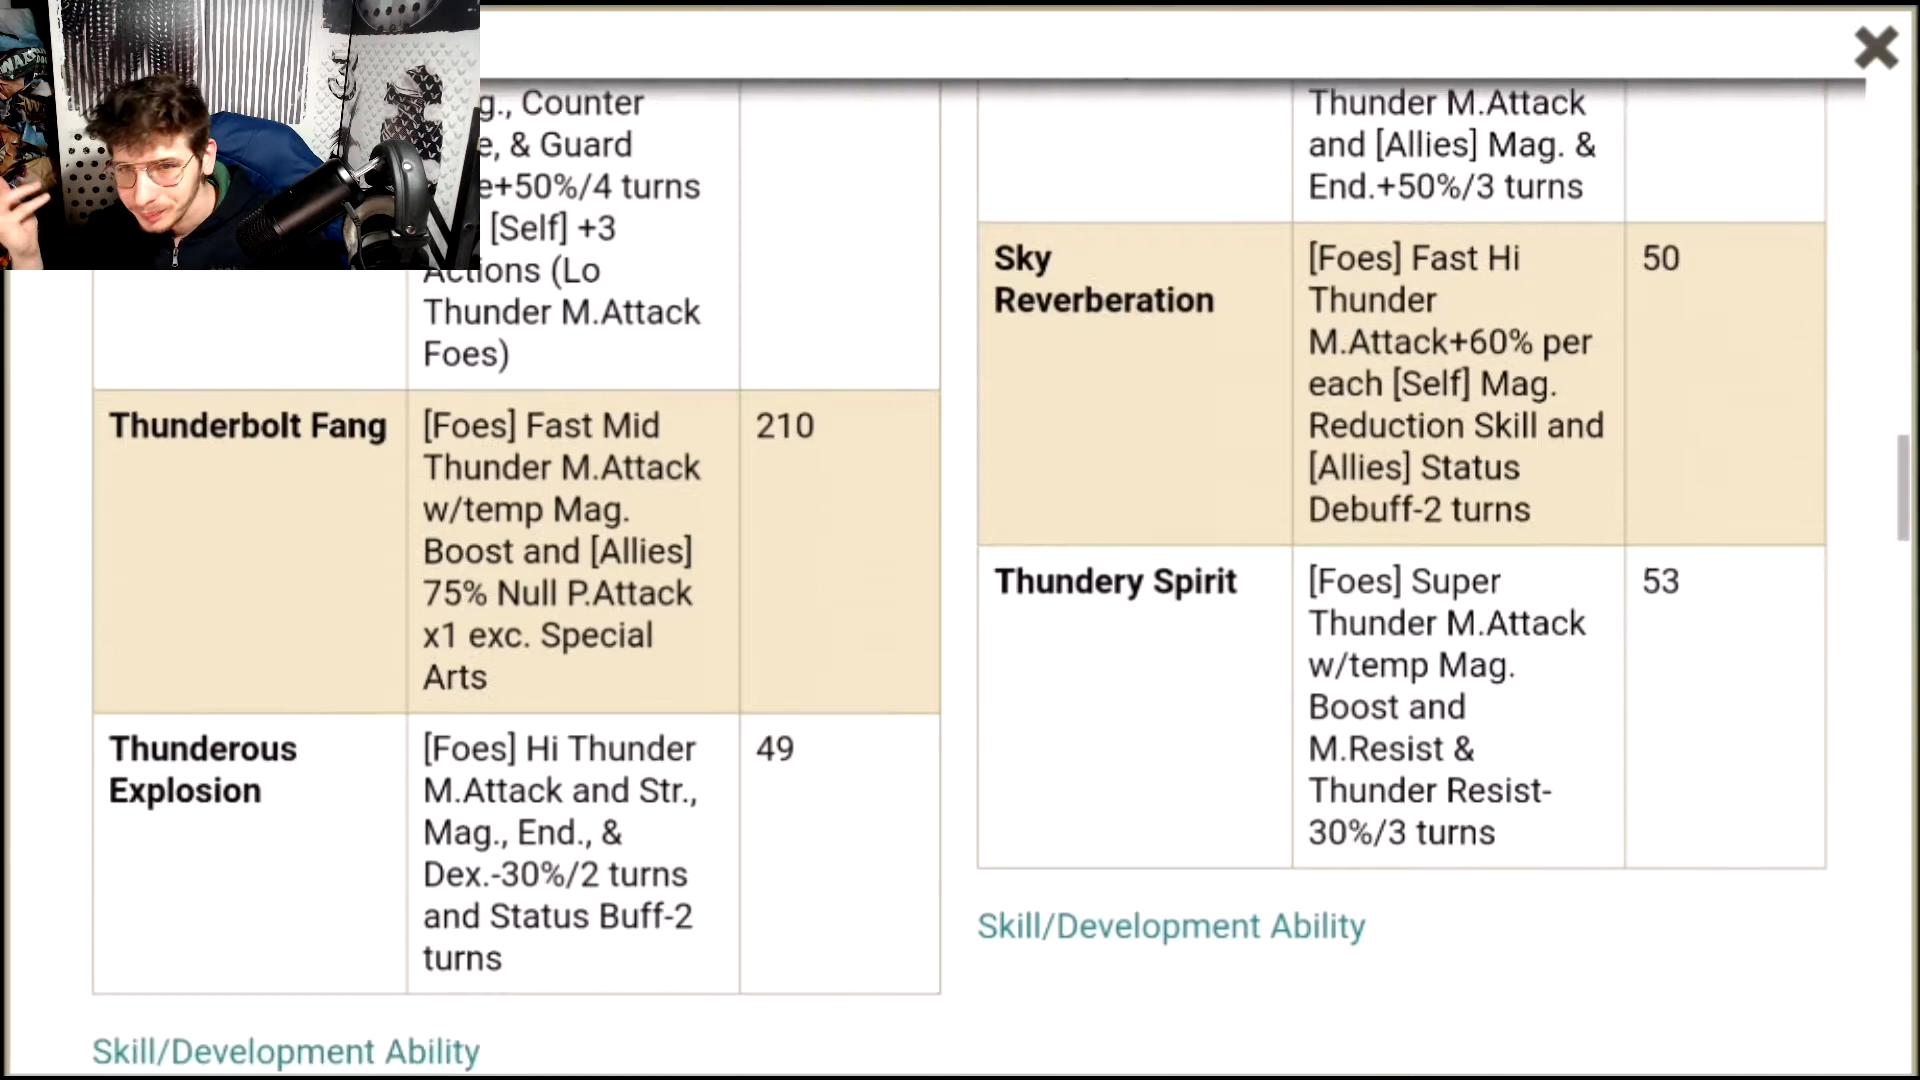 g., Counter
e, & Guard
e+50%/4 turns
[Self] +3
Actions (Lo
Thunder M.Attack
Foes)
Thunderbolt Fang
[Foes] Fast Mid
Thunder M.Attack
w/temp Mag.
Boost and [Allies]
75% Null P.Attack
x1 exc. Special
Arts
210
Thunderous
Explosion
[Foes] Hi Thunder
M.Attack and Str.,
Mag., End., &
Dex.-30%/2 turns
and Status Buff-2
turns
49
Skill/Development Ability
Thunder M.Attack
and [Allies] Mag. &
End.+50%/3 turns
Sky
Reverberation
[Foes] Fast Hi
Thunder
M.Attack+60% per
each [Self] Mag.
Reduction Skill and
[Allies] Status
Debuff-2 turns
50
Thundery Spirit
[Foes] Super
Thunder M.Attack
w/temp Mag.
Boost and
M.Resist &
Thunder Resist-
30%/3 turns
53
Skill/Development Ability